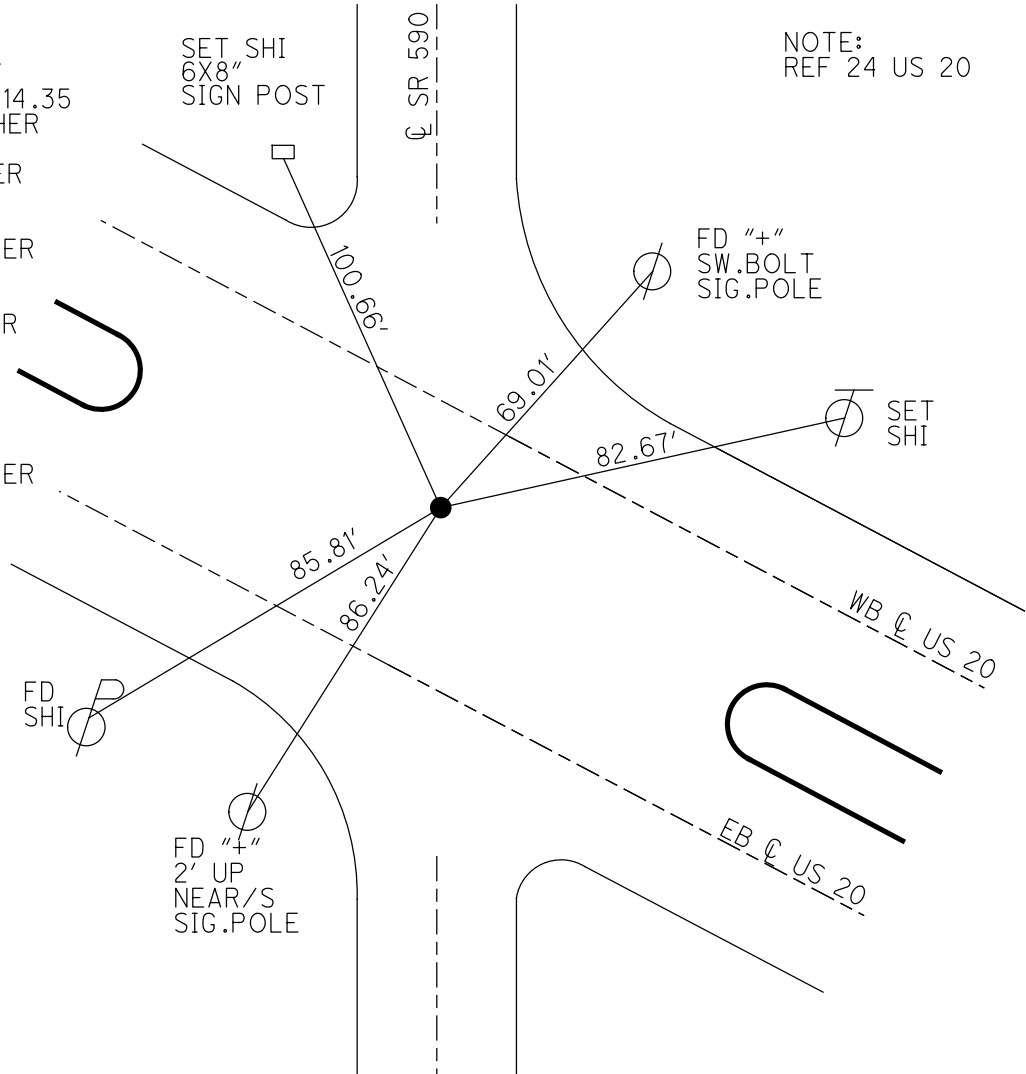 14.35
SET SHI
6X8"
SIGN POST
℄ SR 590
NOTE:
REF 24 US 20
ER
ER
R
ER
100.66'
FD "+"
SW.BOLT
SIG.POLE
69.01'
82.67'
SET
SHI
85.81'
86.24'
WB ℄ US 20
FD
SHI
EB ℄ US 20
FD "+"
2' UP
NEAR/S
SIG.POLE